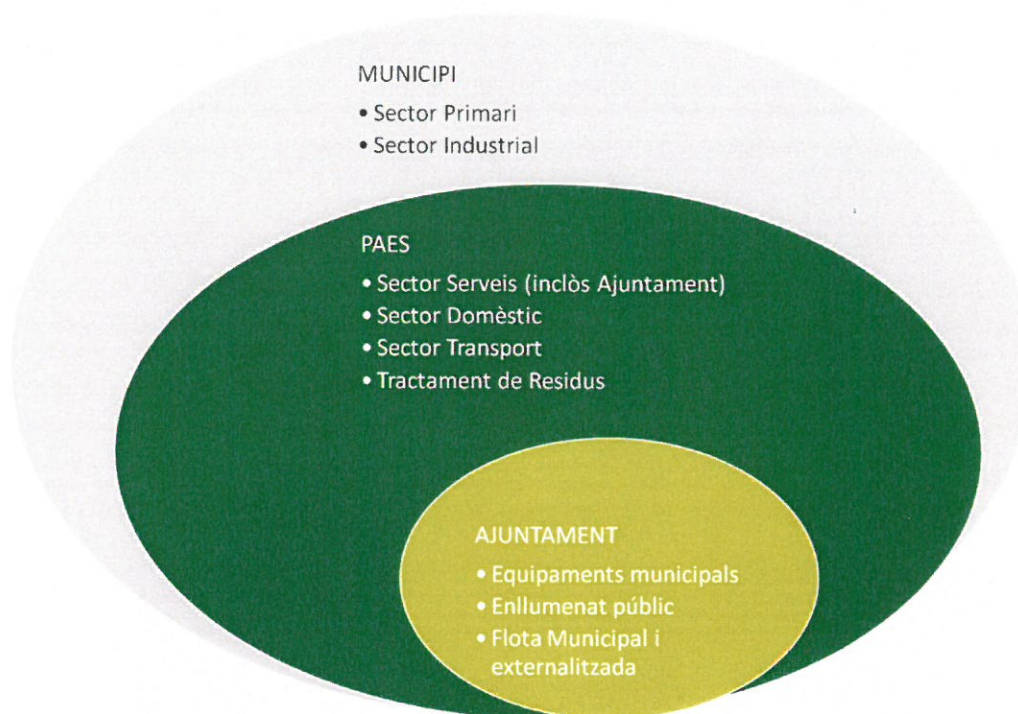 MUNICIPI
• Sector Primari
• Sector Industrial
PAES
• Sector Serveis (inclòs Ajuntament)
• Sector Domèstic
• Sector Transport
• Tractament de Residus
AJUNTAMENT
• Equipaments municipals
• Enllumenat públic
• Flota Municipal i
externalitzada